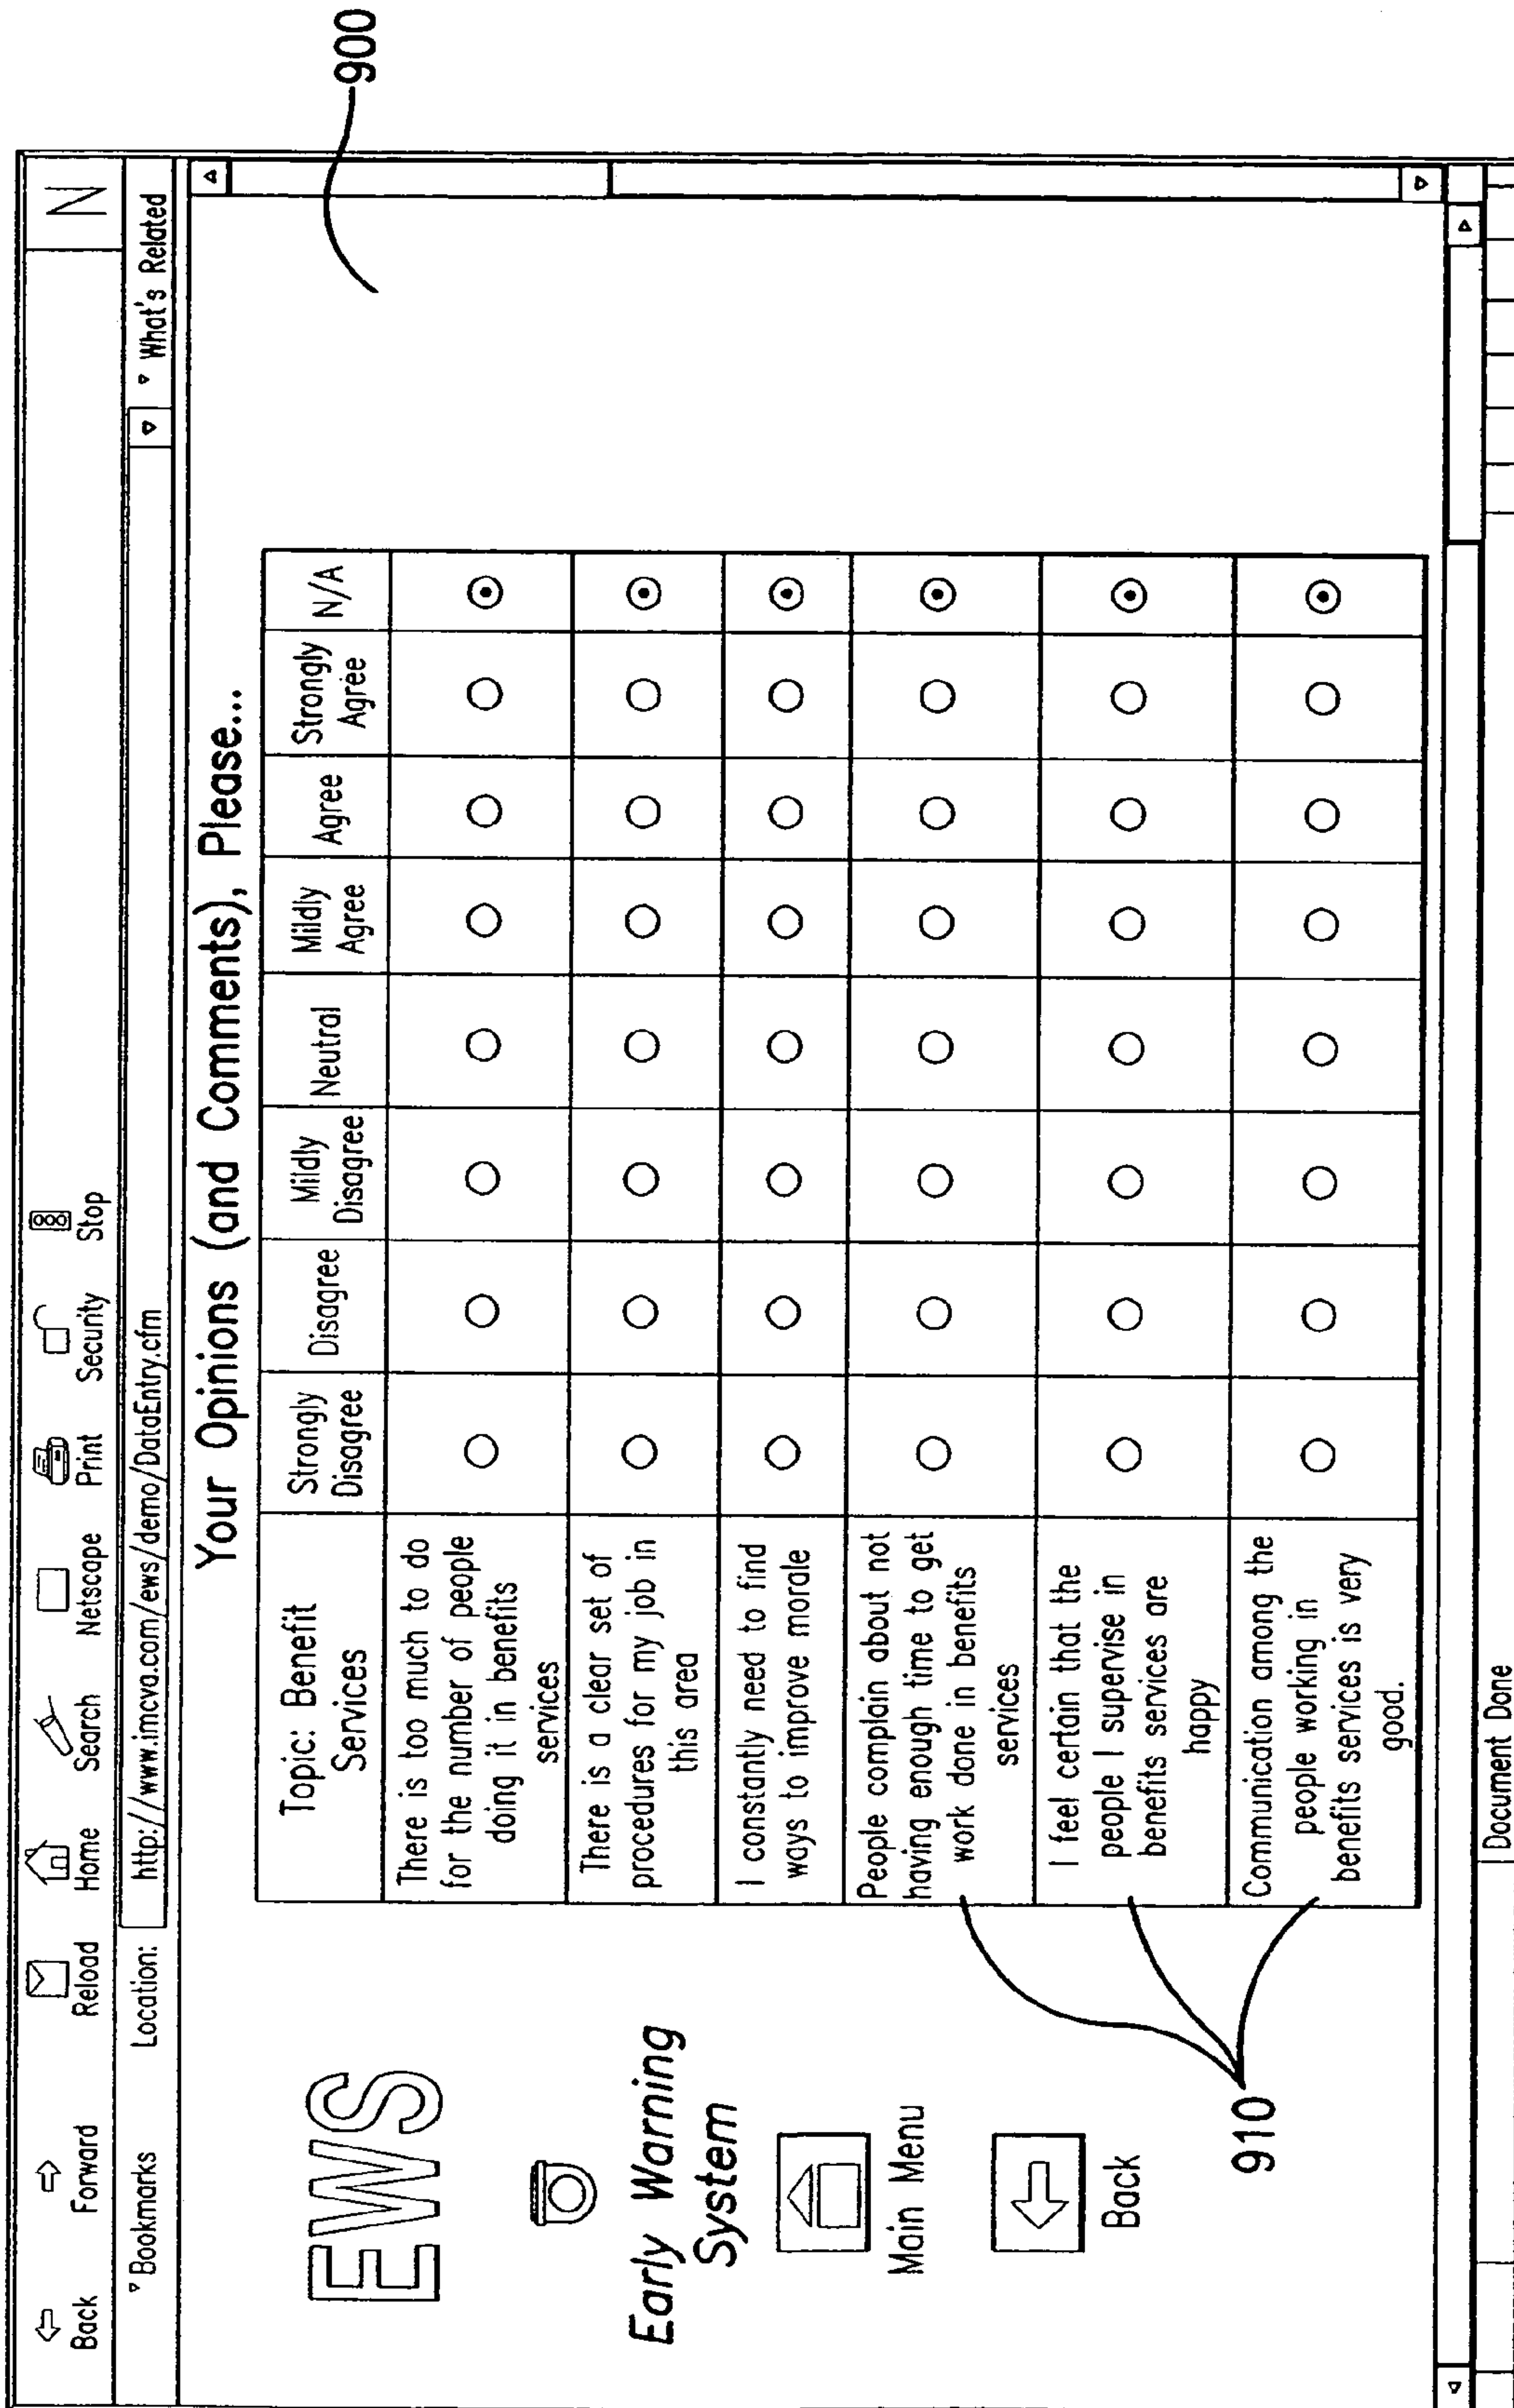 Back Forward Reload Home Search Netscape Print Security Stop
N
Bookmarks Location: http://www.imcva.com/ews/demo/DataEntry.cfm What's Related
900
Your Opinions (and Comments), Please...
EWS
Early Warning
System
Main Menu
Back
910
Topic: Benefit
Services
Strongly
Disagree
Disagree
Mildly
Disagree
Neutral
Mildly
Agree
Agree
Strongly
Agree
N/A
There is too much to do
for the number of people
doing it in benefits
services
There is a clear set of
procedures for my job in
this area
I constantly need to find
ways to improve morale
People complain about not
having enough time to get
work done in benefits
services
I feel certain that the
people I supervise in
benefits services are
happy
Communication among the
people working in
benefits services is very
good.
Document Done